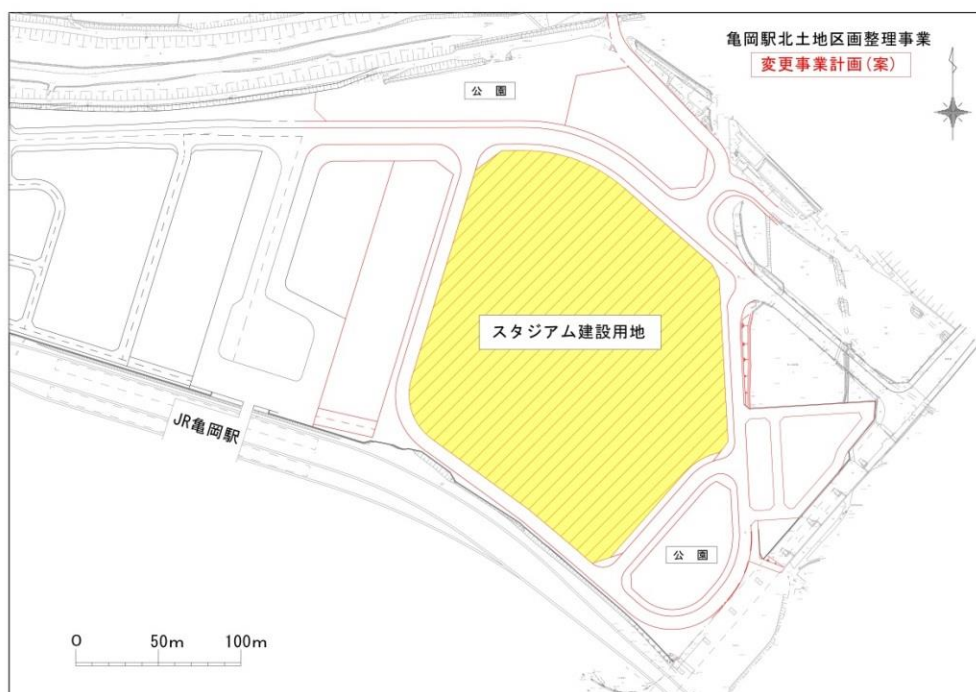 亀岡駅北土地区画整理事業
変更事業計画(案)
公園
スタジアム建設用地
JR亀岡駅
公園
0 50m 100m